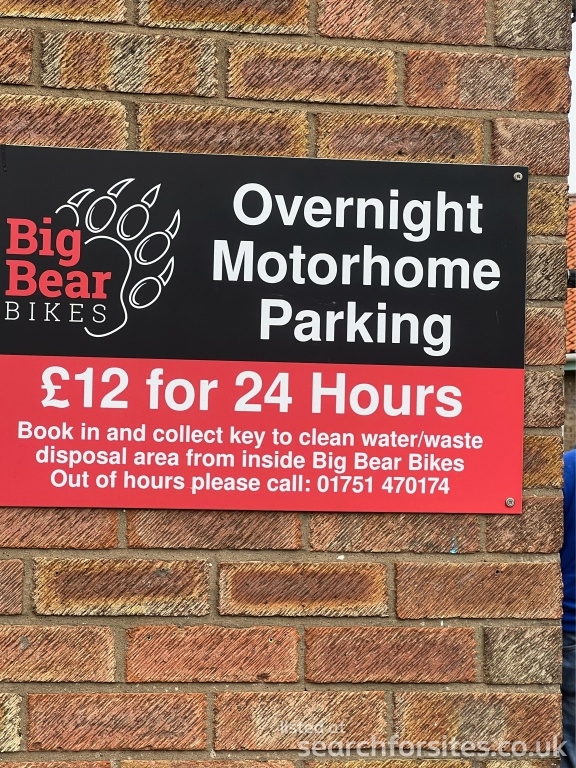 Big
Bear
BIKES
Overnight
Motorhome
Parking
£12 for 24 Hours
Book in and collect key to clean water/waste
disposal area from inside Big Bear Bikes
Out of hours please call: 01751 470174
listed at
searchforsites.co.uk